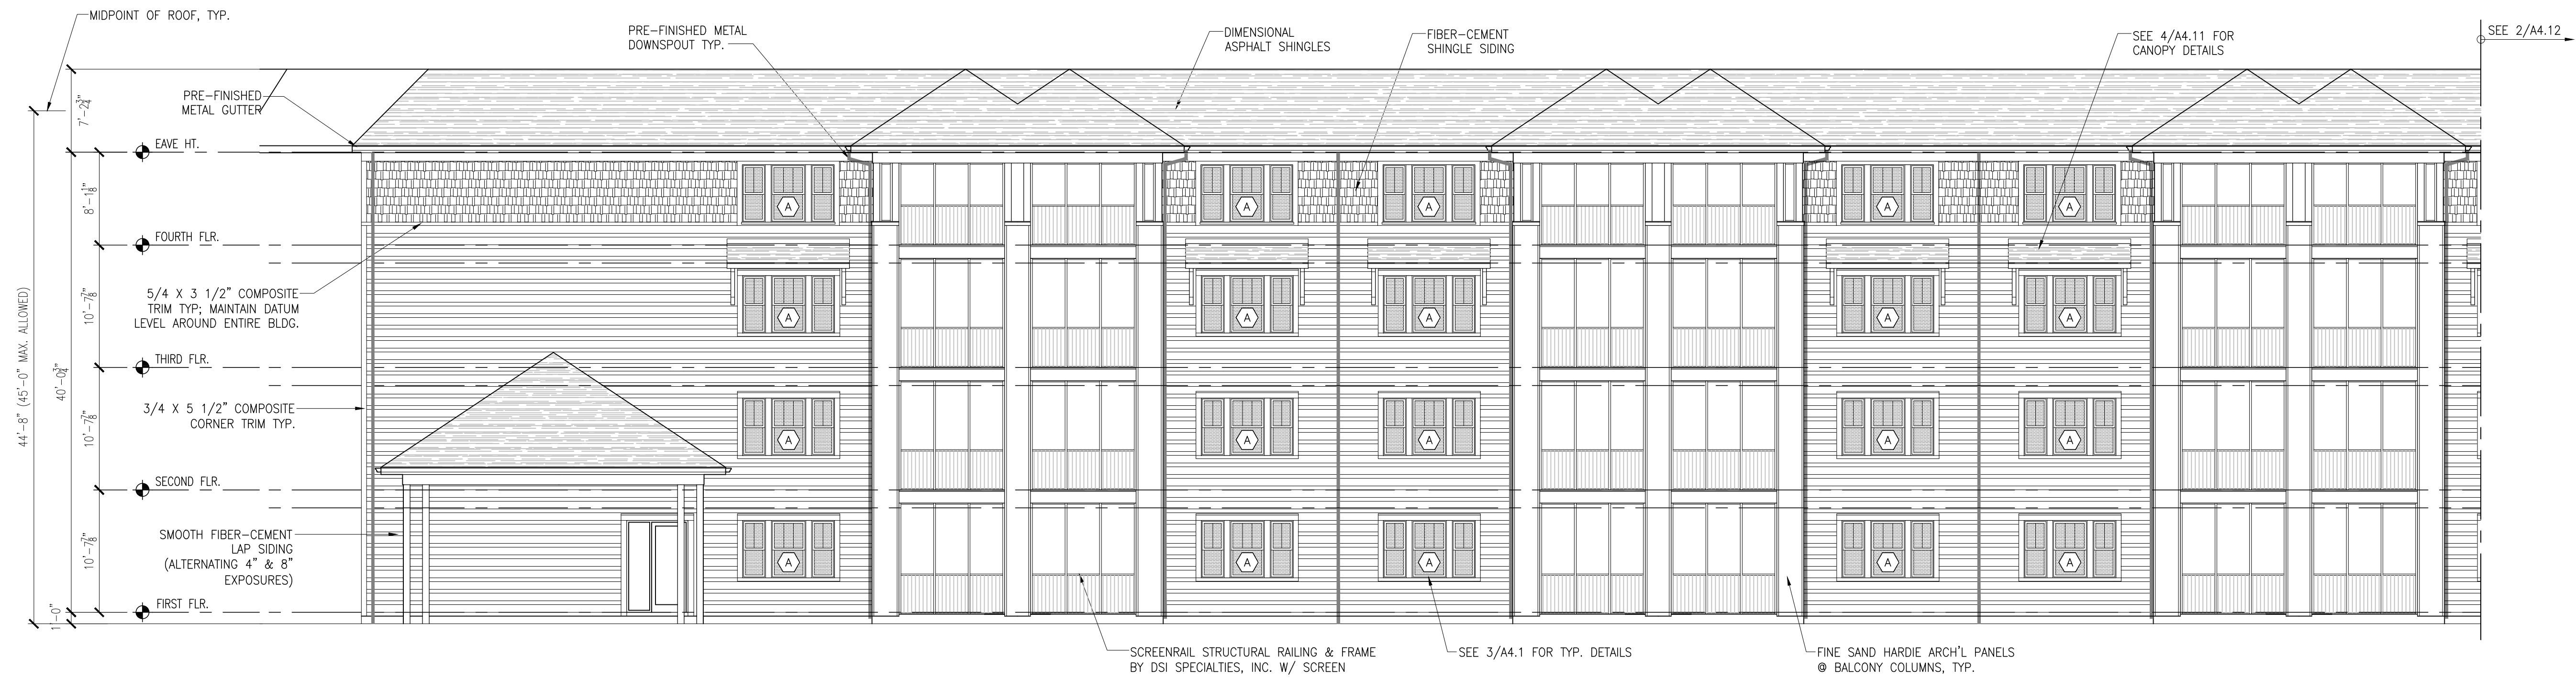 MIDPOINT OF ROOF, TYP.
PRE-FINISHED METAL
DOWNSPOUT TYP.
DIMENSIONAL
ASPHALT SHINGLES
FIBER-CEMENT
SHINGLE SIDING
SEE 4/A4.11 FOR
CANOPY DETAILS
SEE 2/A4.12
PRE-FINISHED
METAL GUTTER
7'-2 3/4"
EAVE HT.
8'-1 1/8"
FOURTH FLR.
5/4 X 3 1/2" COMPOSITE
TRIM TYP; MAINTAIN DATUM
LEVEL AROUND ENTIRE BLDG.
10'-7 7/8"
THIRD FLR.
44'-8" (45'-0" MAX. ALLOWED)
40'-0 3/4"
3/4 X 5 1/2" COMPOSITE
CORNER TRIM TYP.
10'-7 7/8"
SECOND FLR.
SMOOTH FIBER-CEMENT
LAP SIDING
(ALTERNATING 4" & 8"
EXPOSURES)
10'-7 7/8"
FIRST FLR.
1'-0"
A A A A A
A A A A A
A A A A A
A A A A A
SCREENRAIL STRUCTURAL RAILING & FRAME
BY DSI SPECIALTIES, INC. W/ SCREEN
SEE 3/A4.1 FOR TYP. DETAILS
FINE SAND HARDIE ARCH'L PANELS
@ BALCONY COLUMNS, TYP.